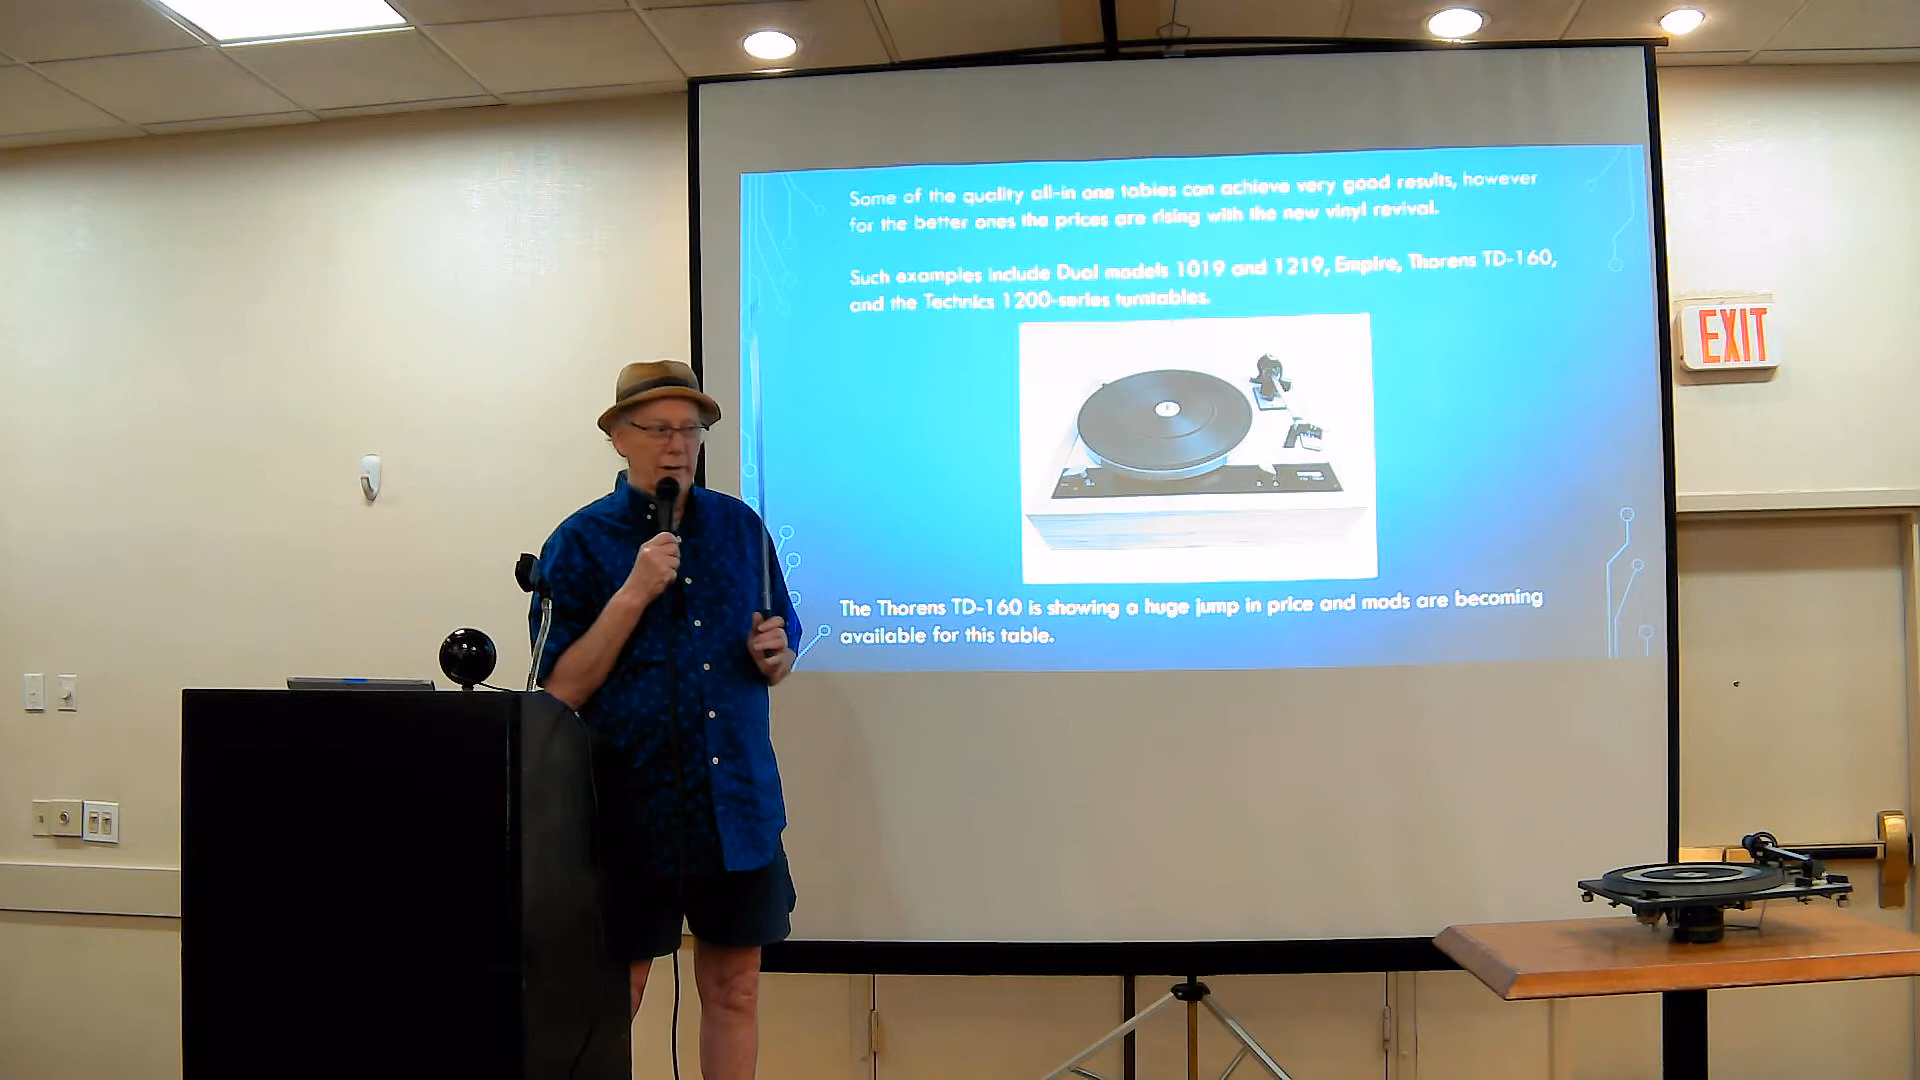 Some of the quality all-in one tables can achieve very good results, however
for the better ones the prices are rising with the new vinyl revival.
Such examples include Dual models 1019 and 1219, Empire, Thorens TD-160,
and the Technics 1200-series turntables.
EXIT
The Thorens TD-160 is showing a huge jump in price and mods are becoming
available for this table.